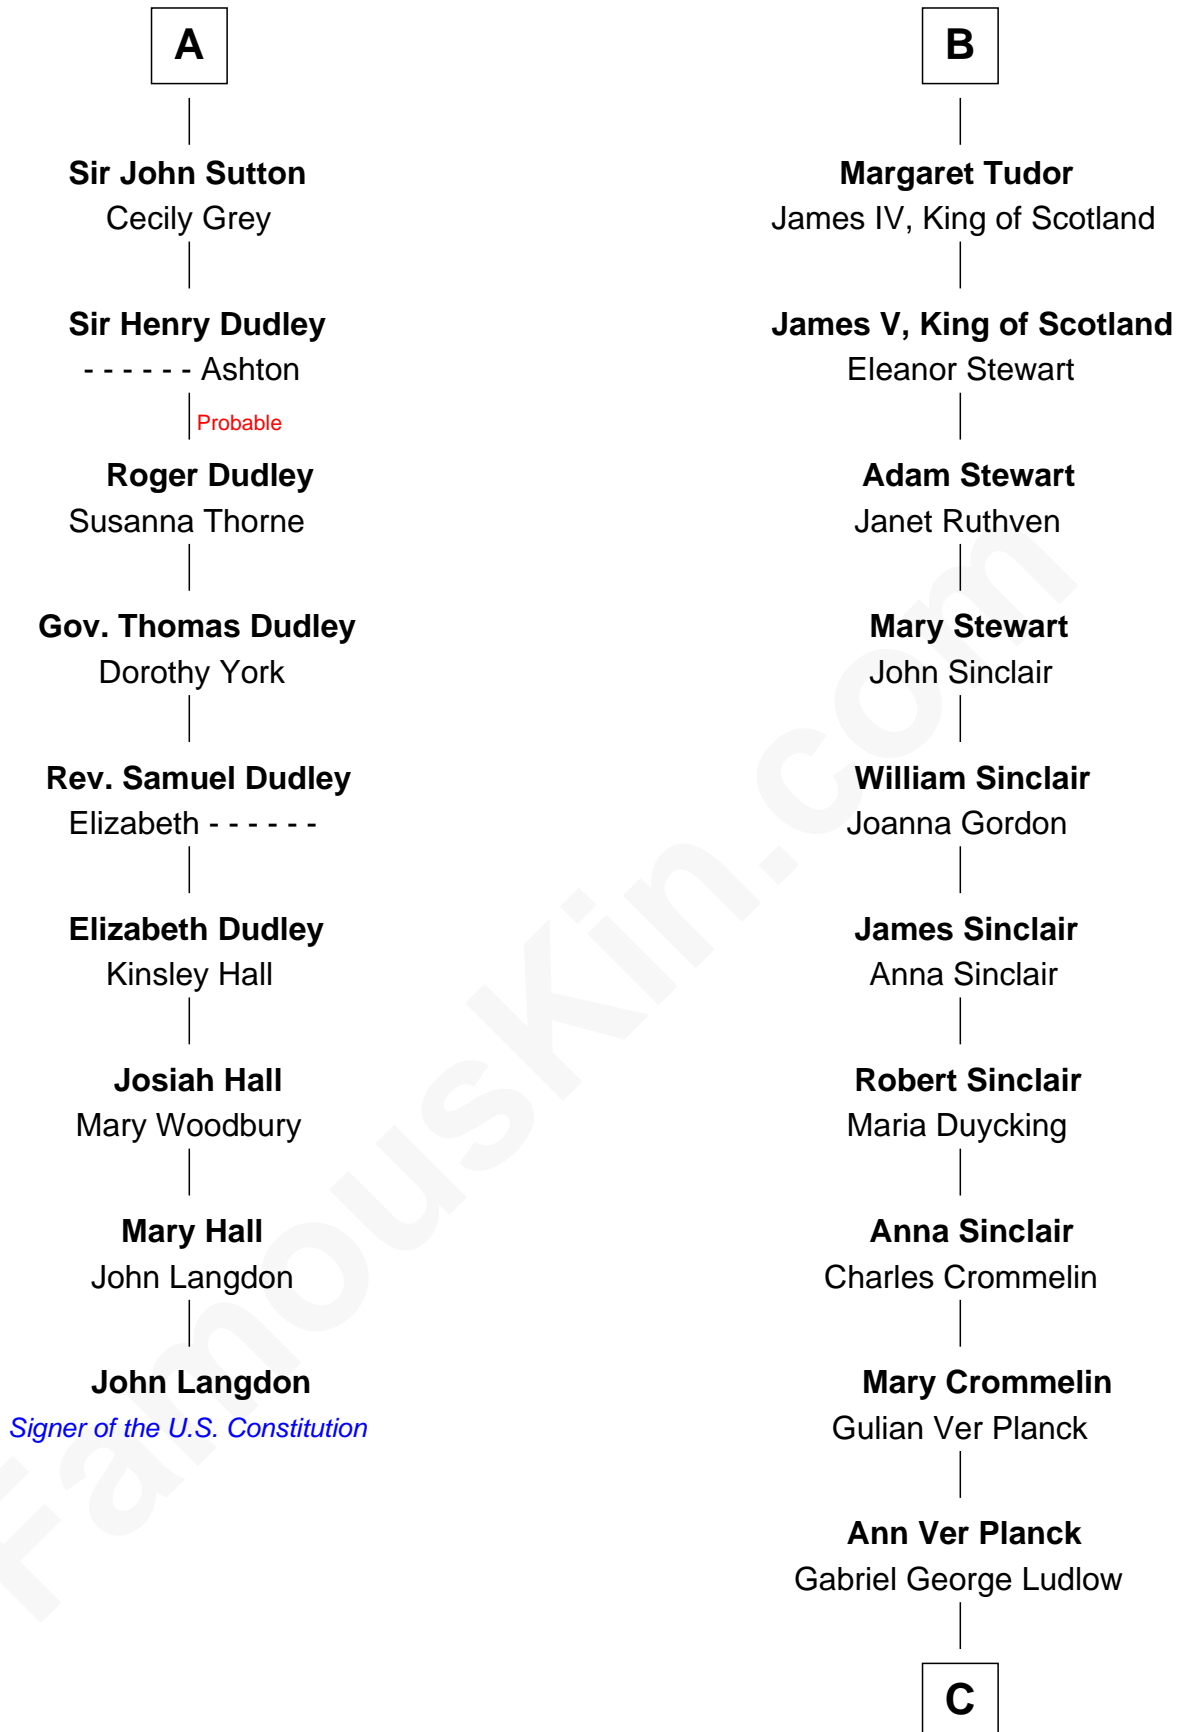 A
Sir John Sutton
Cecily Grey
Sir Henry Dudley
- - - - - - Ashton
Probable
Roger Dudley
Susanna Thorne
Gov. Thomas Dudley
Dorothy York
Rev. Samuel Dudley
Elizabeth - - - - - -
Elizabeth Dudley
Kinsley Hall
Josiah Hall
Mary Woodbury
Mary Hall
John Langdon
John Langdon
Signer of the U.S. Constitution
B
Margaret Tudor
James IV, King of Scotland
James V, King of Scotland
Eleanor Stewart
Adam Stewart
Janet Ruthven
Mary Stewart
John Sinclair
William Sinclair
Joanna Gordon
James Sinclair
Anna Sinclair
Robert Sinclair
Maria Duycking
Anna Sinclair
Charles Crommelin
Mary Crommelin
Gulian Ver Planck
Ann Ver Planck
Gabriel George Ludlow
C
FamousKin.com